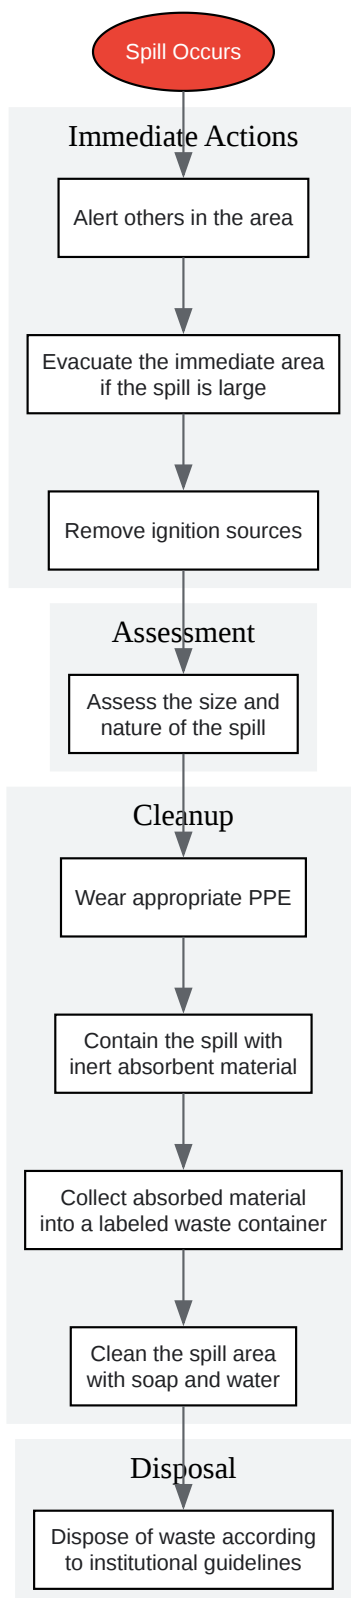 Spill Occurs
Immediate Actions
Alert others in the area
Evacuate the immediate area
if the spill is large
Remove ignition sources
Assessment
Assess the size and
nature of the spill
Cleanup
Wear appropriate PPE
Contain the spill with
inert absorbent material
Collect absorbed material
into a labeled waste container
Clean the spill area
with soap and water
Disposal
Dispose of waste according
to institutional guidelines